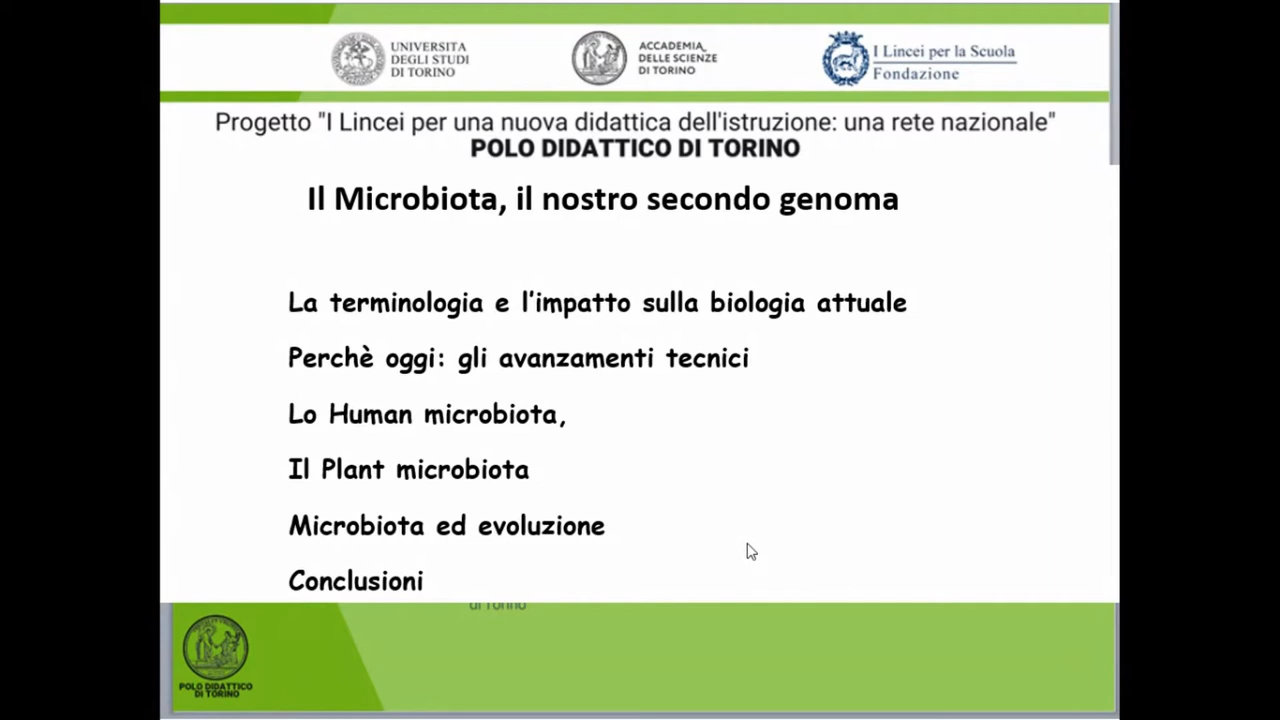 UNIVERSITA
DEGLI STUDI
DI TORINO
ACCADEMIA
DELLE SCIENZE
DI TORINO
I Lincei per la Scuola
Fondazione
Progetto "I Lincei per una nuova didattica dell'istruzione: una rete nazionale"
POLO DIDATTICO DI TORINO
Il Microbiota, il nostro secondo genoma
La terminologia e l’impatto sulla biologia attuale
Perchè oggi: gli avanzamenti tecnici
Lo Human microbiota,
Il Plant microbiota
Microbiota ed evoluzione
Conclusioni
di Torino
POLO DIDATTICO
DI TORINO